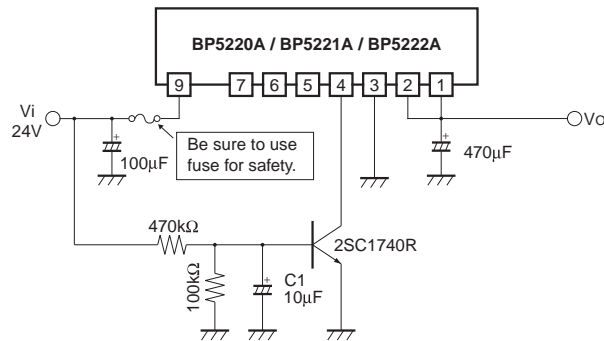 BP5220A / BP5221A / BP5222A
9 7 6 5 4 3 2 1
Vi
24V
Vo
+
100μF
Be sure to use
fuse for safety.
+
470μF
470kΩ
2SC1740R
100kΩ
+
C1
10μF